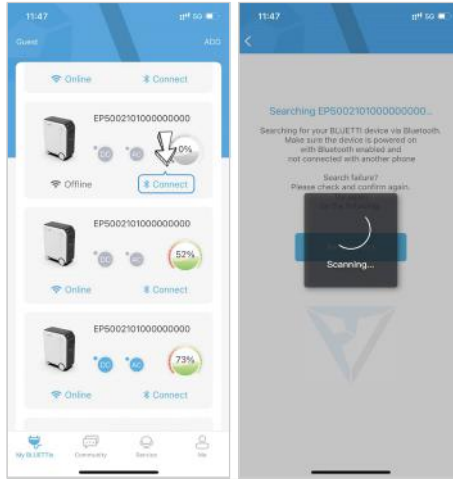 11:47
5G
Guest
ADD
Online
Connect
EP5002101000000000
DC
AC
0%
Offline
Connect
EP5002101000000000
DC
AC
52%
Online
Connect
EP5002101000000000
DC
AC
73%
Online
Connect
My BLUETTI
Community
Services
Me
11:47
5G
Searching EP5002101000000000...
Searching for your BLUETTI device via Bluetooth.
Make sure the device is powered on
with Bluetooth enabled and
not connected with another phone
Search failure?
Please check and confirm again.
Scanning...